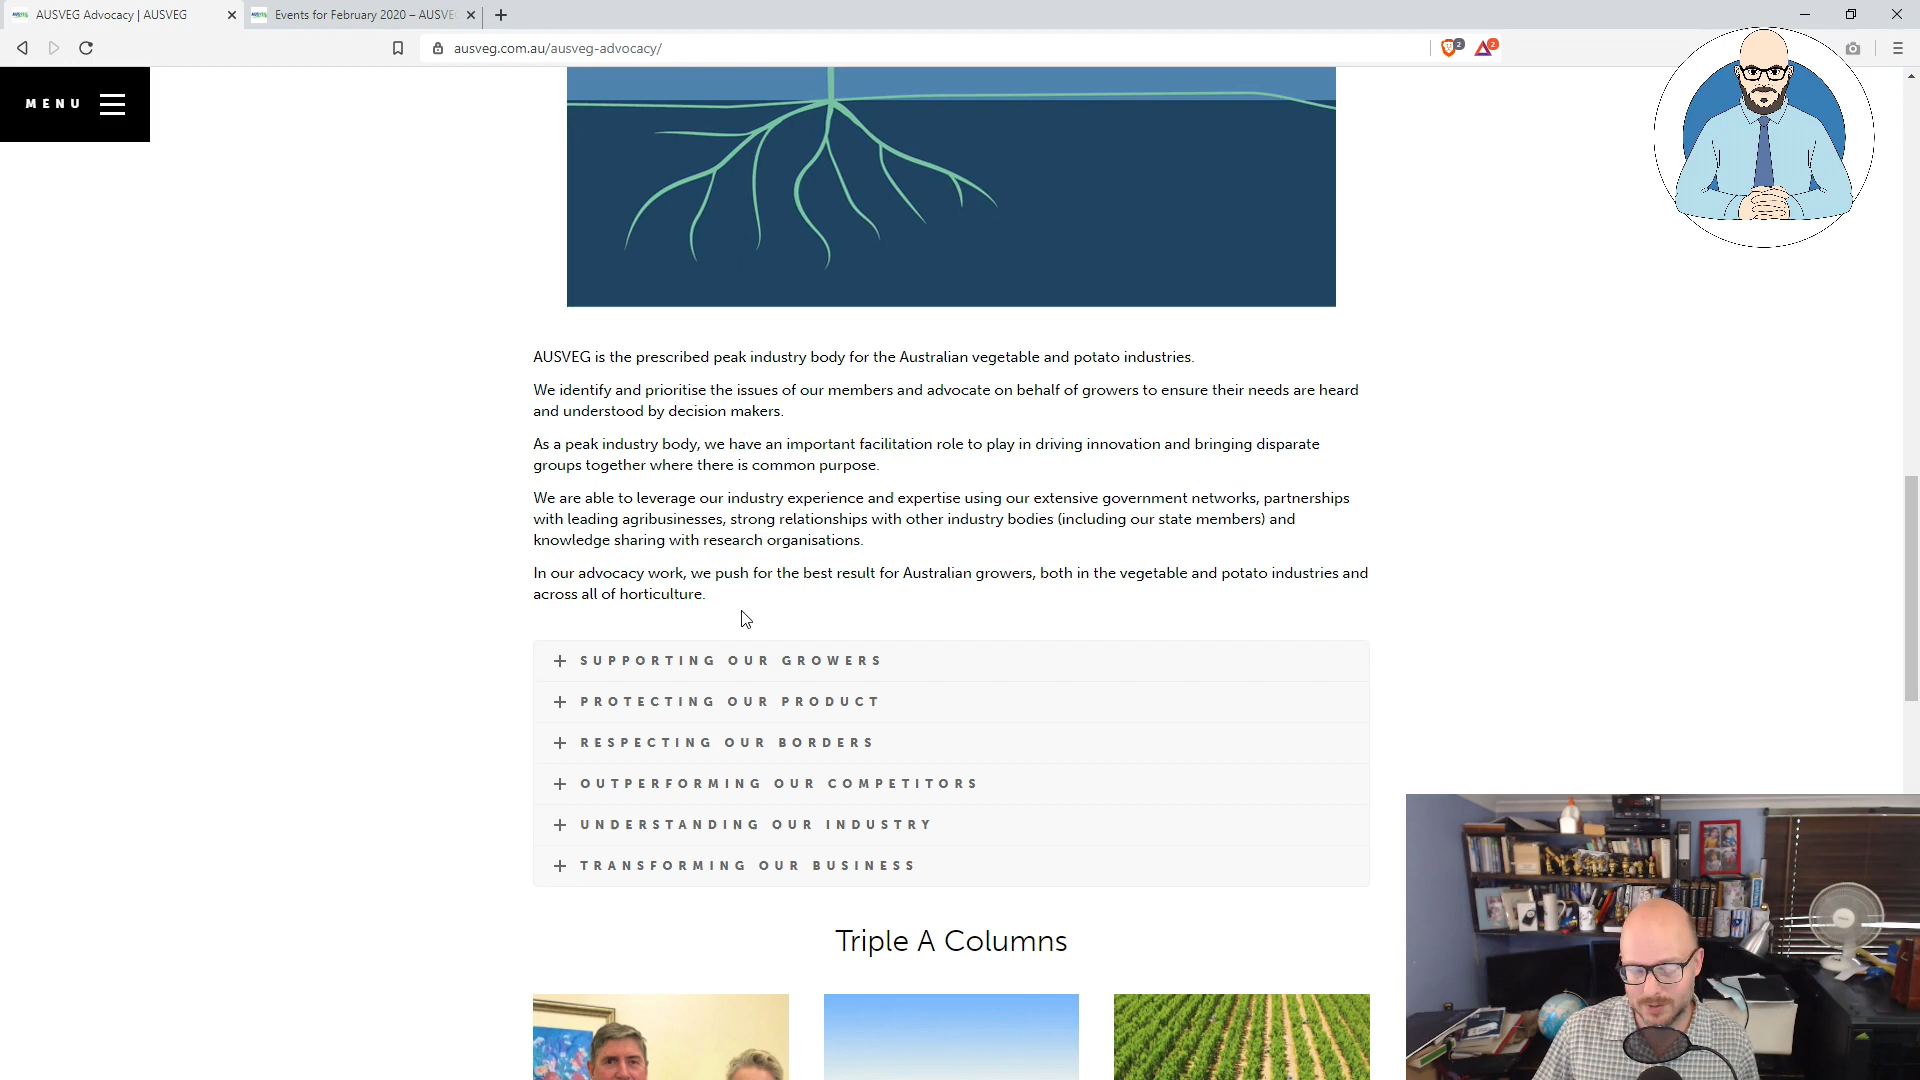 AUSVEG Advocacy | AUSVEG
Events for February 2020 – AUSVE
ausveg.com.au/ausveg-advocacy/
2
2
MENU
AUSVEG is the prescribed peak industry body for the Australian vegetable and potato industries.
We identify and prioritise the issues of our members and advocate on behalf of growers to ensure their needs are heard
and understood by decision makers.
As a peak industry body, we have an important facilitation role to play in driving innovation and bringing disparate
groups together where there is common purpose.
We are able to leverage our industry experience and expertise using our extensive government networks, partnerships
with leading agribusinesses, strong relationships with other industry bodies (including our state members) and
knowledge sharing with research organisations.
In our advocacy work, we push for the best result for Australian growers, both in the vegetable and potato industries and
across all of horticulture.
SUPPORTING OUR GROWERS
PROTECTING OUR PRODUCT
RESPECTING OUR BORDERS
OUTPERFORMING OUR COMPETITORS
UNDERSTANDING OUR INDUSTRY
TRANSFORMING OUR BUSINESS
Triple A Columns